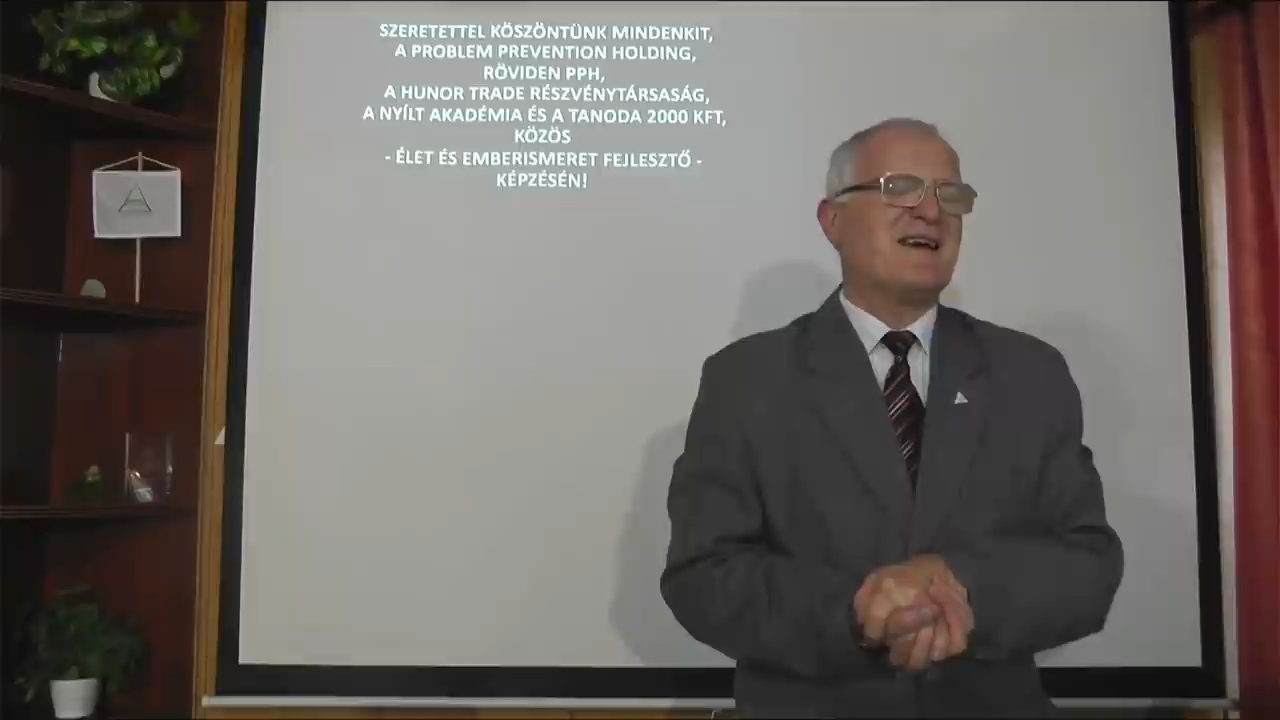 SZERETETTEL KÖSZÖNTÜNK MINDENKIT,
A PROBLEM PREVENTION HOLDING,
RÖVIDEN PPH,
A HUNOR TRADE RÉSZVÉNYTÁRSASÁG,
A NYÍLT AKADÉMIA ÉS A TANODA 2000 KFT,
KÖZÖS
- ÉLET ÉS EMBERISMERET FEJLESZTŐ -
KÉPZÉSÉN!